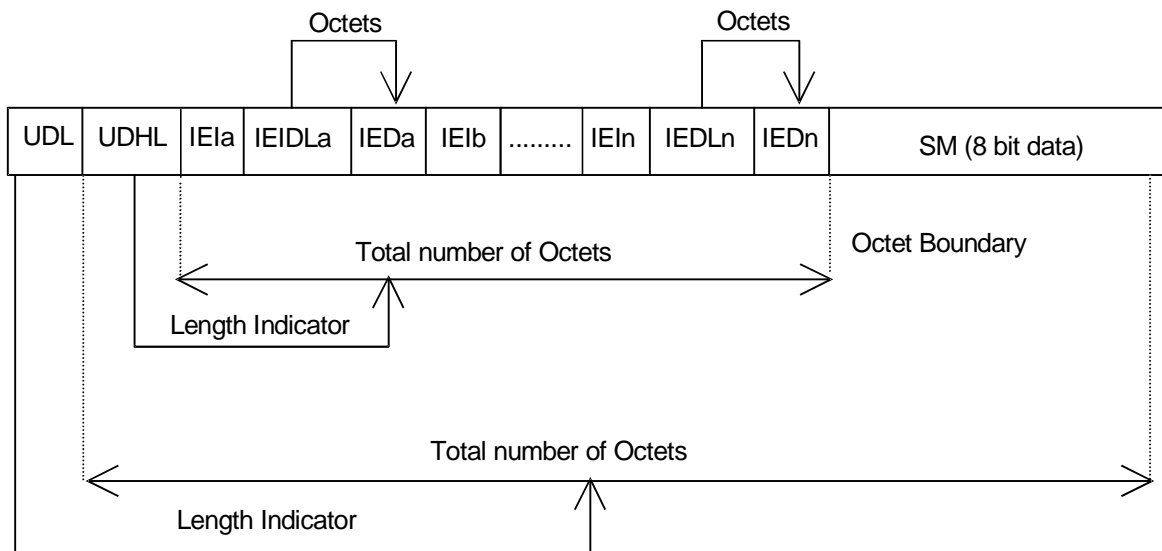 Octets Octets
UDL UDHL IEIa IEIDLa IEDa IEIb ......... IEIn IEDLn IEDn SM (8 bit data)
Total number of Octets Octet Boundary
Length Indicator
Total number of Octets
Length Indicator